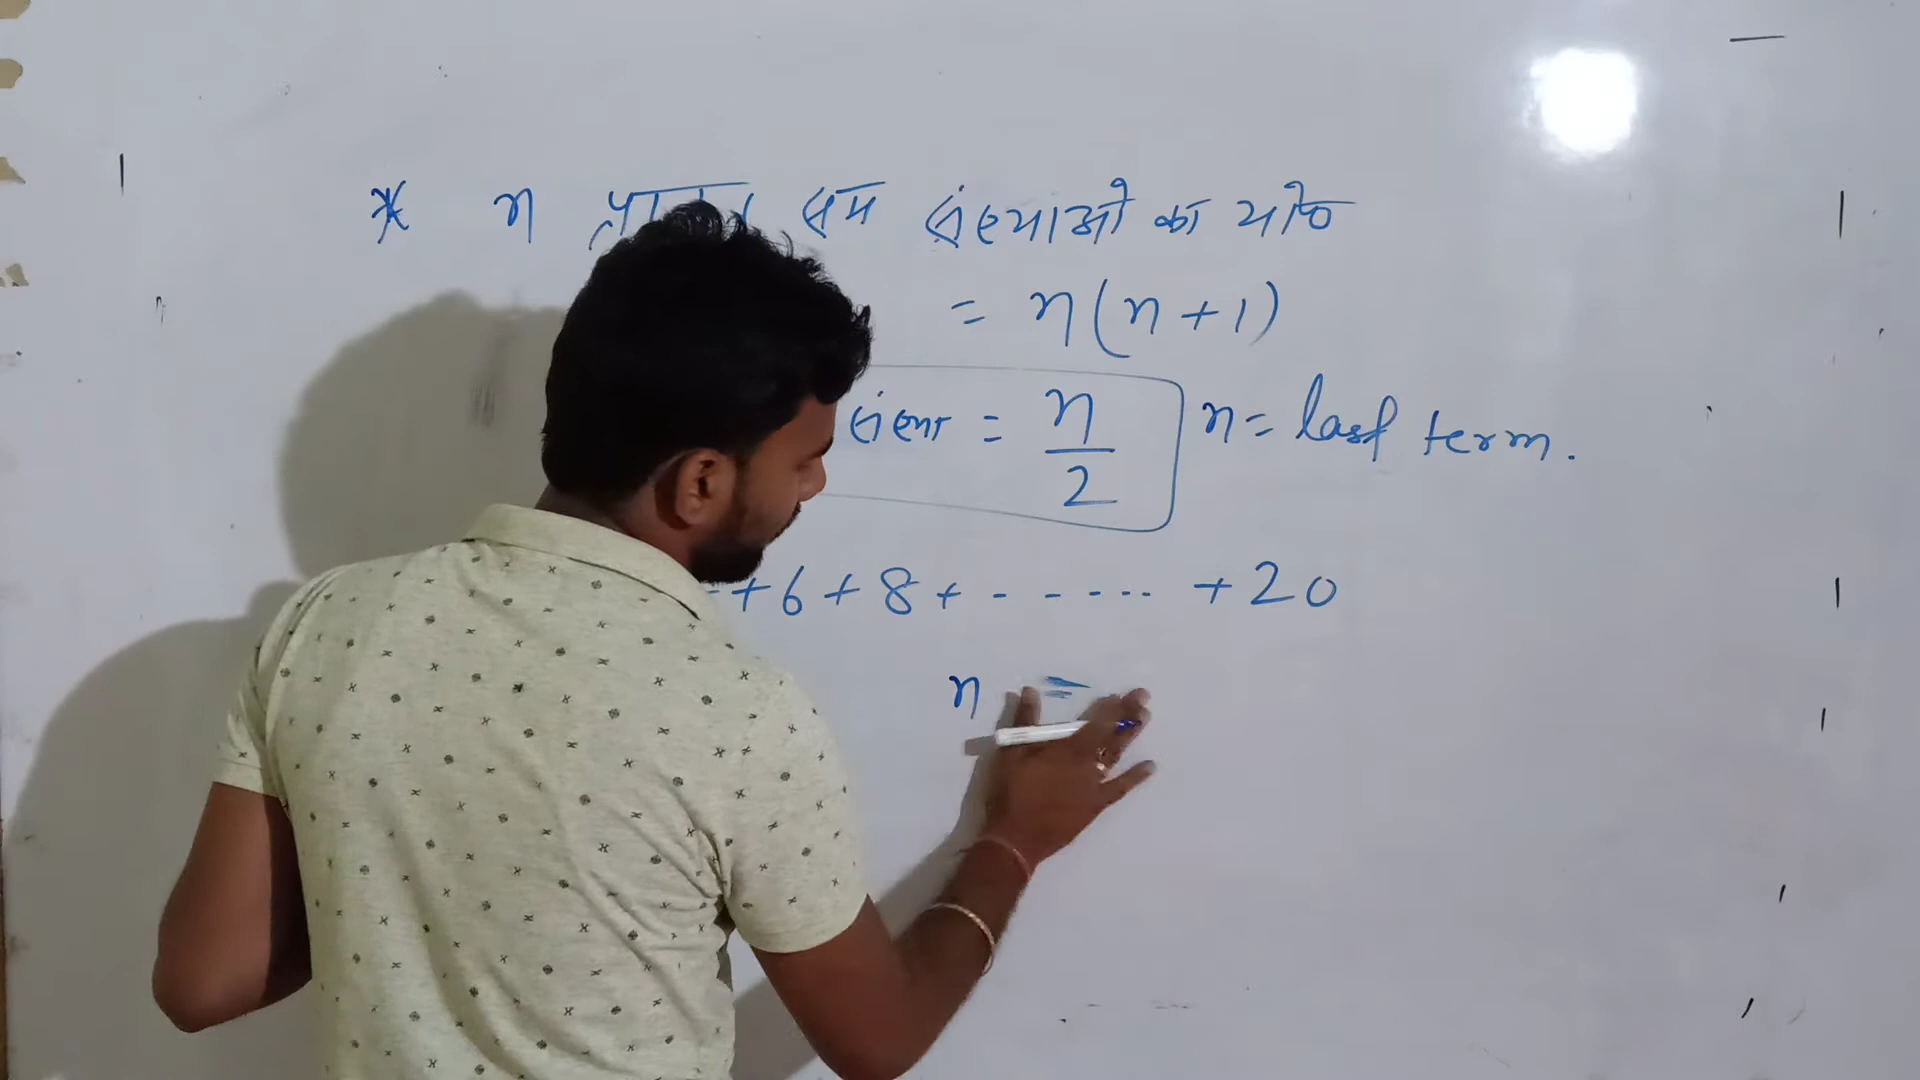 * n सम संख्याओ का योग
= n(n+1)
संख्या = n/2 n = last term.
+6+8+-----+20
n =